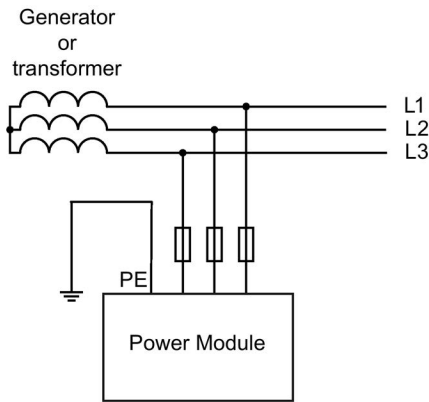 Generator
or
transformer
L1
L2
L3
PE
Power Module